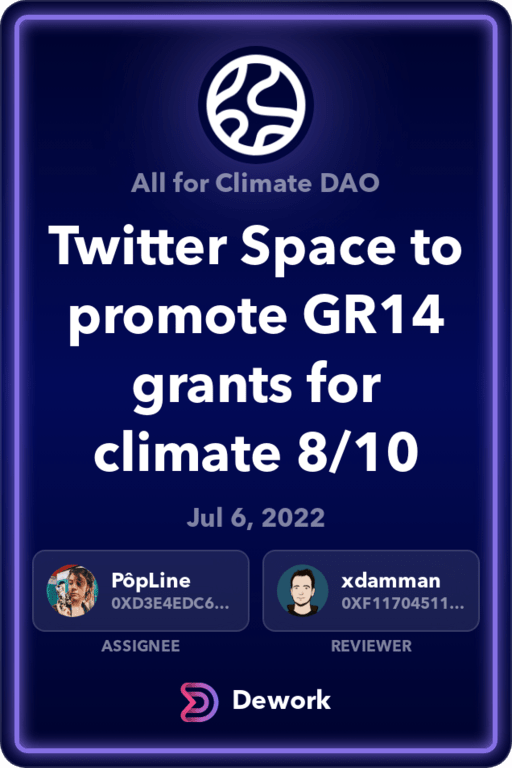 All for Climate DAO
Twitter Space to
promote GR14
grants for
climate 8/10
Jul 6, 2022
PôpLine
0XD3E4EDC6...
ASSIGNEE
xdamman
0XF11704511...
REVIEWER
Dework